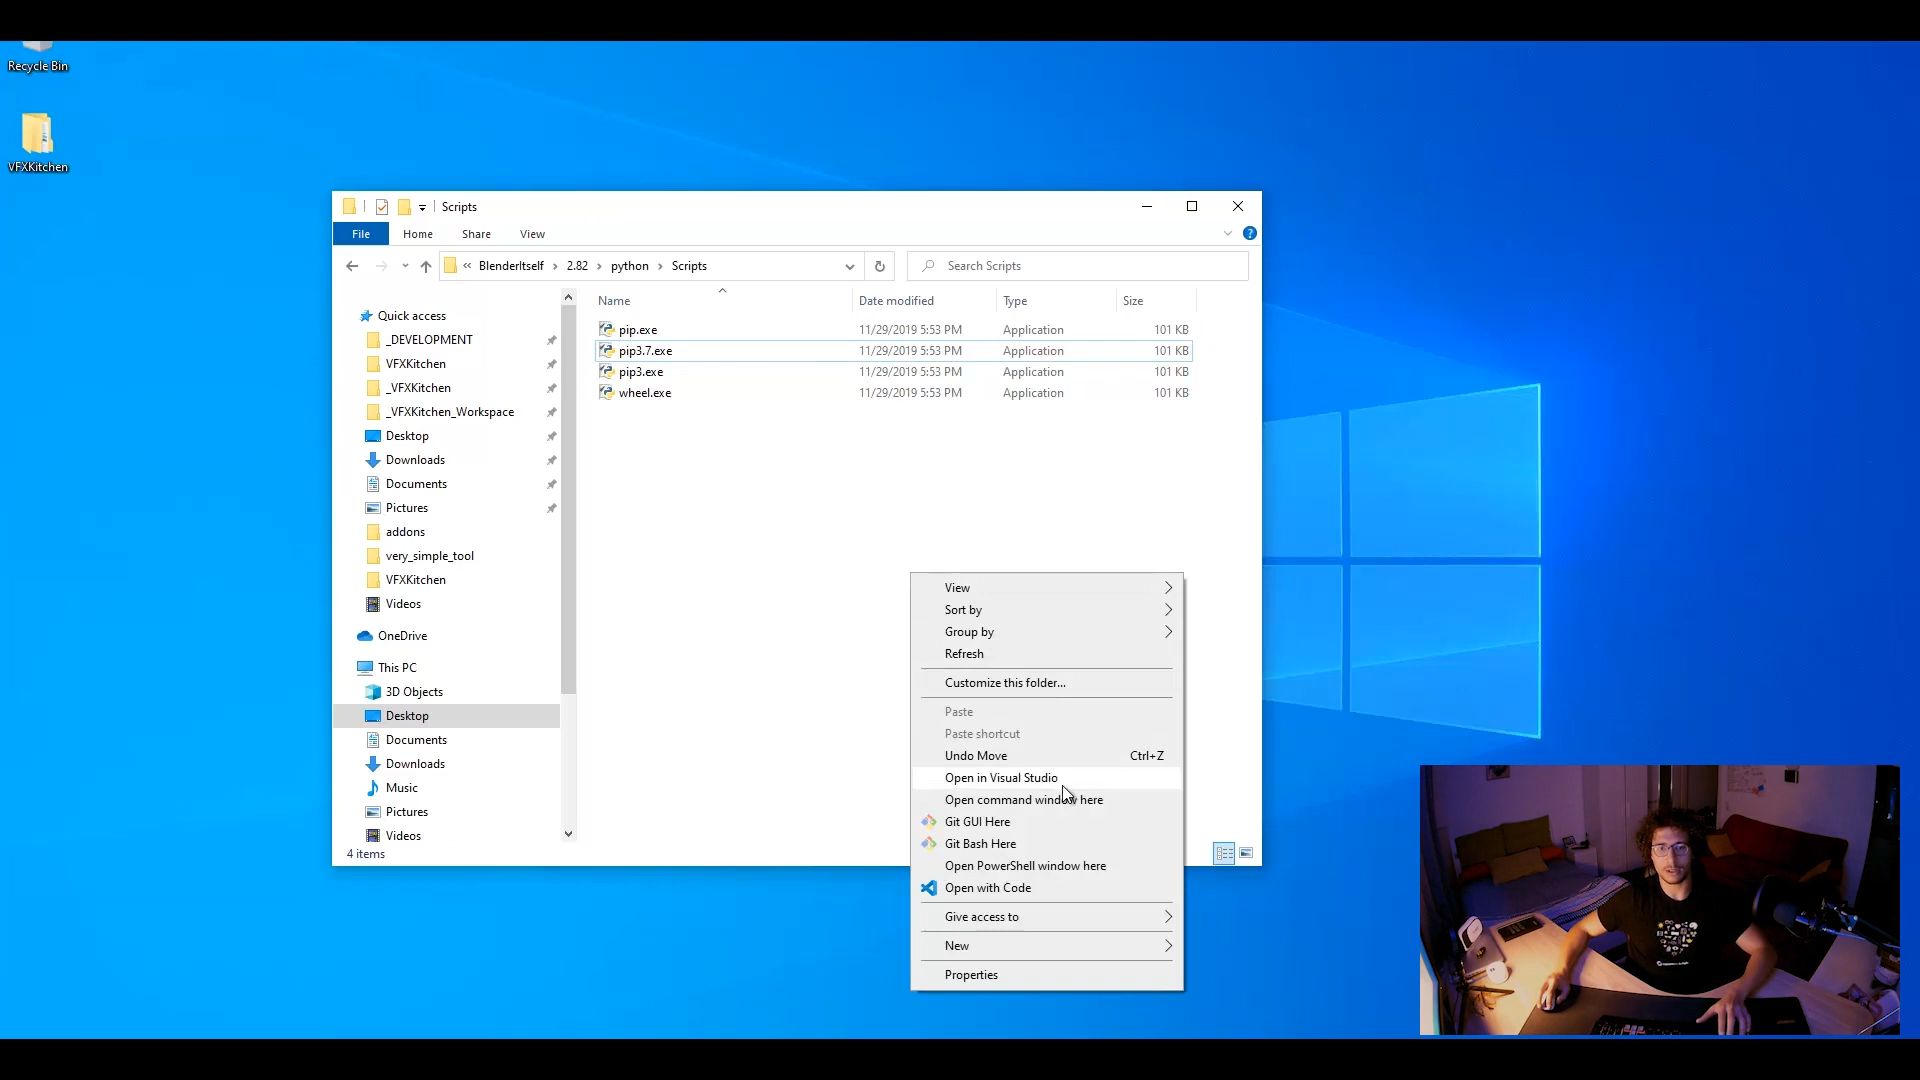 Recycle Bin
VFXKitchen
Scripts
File
Home
Share
View
BlenderItself
2.82
python
Scripts
Search Scripts
Name
Date modified
Type
Size
pip.exe
11/29/2019 5:53 PM
Application
101 KB
pip3.7.exe
11/29/2019 5:53 PM
Application
101 KB
pip3.exe
11/29/2019 5:53 PM
Application
101 KB
wheel.exe
11/29/2019 5:53 PM
Application
101 KB
Quick access
_DEVELOPMENT
VFXKitchen
_VFXKitchen
_VFXKitchen_Workspace
Desktop
Downloads
Documents
Pictures
addons
very_simple_tool
VFXKitchen
Videos
OneDrive
This PC
3D Objects
Desktop
Documents
Downloads
Music
Pictures
Videos
4 items
View
Sort by
Group by
Refresh
Customize this folder...
Paste
Paste shortcut
Undo Move
Ctrl+Z
Open in Visual Studio
Open command window here
Git GUI Here
Git Bash Here
Open PowerShell window here
Open with Code
Give access to
New
Properties